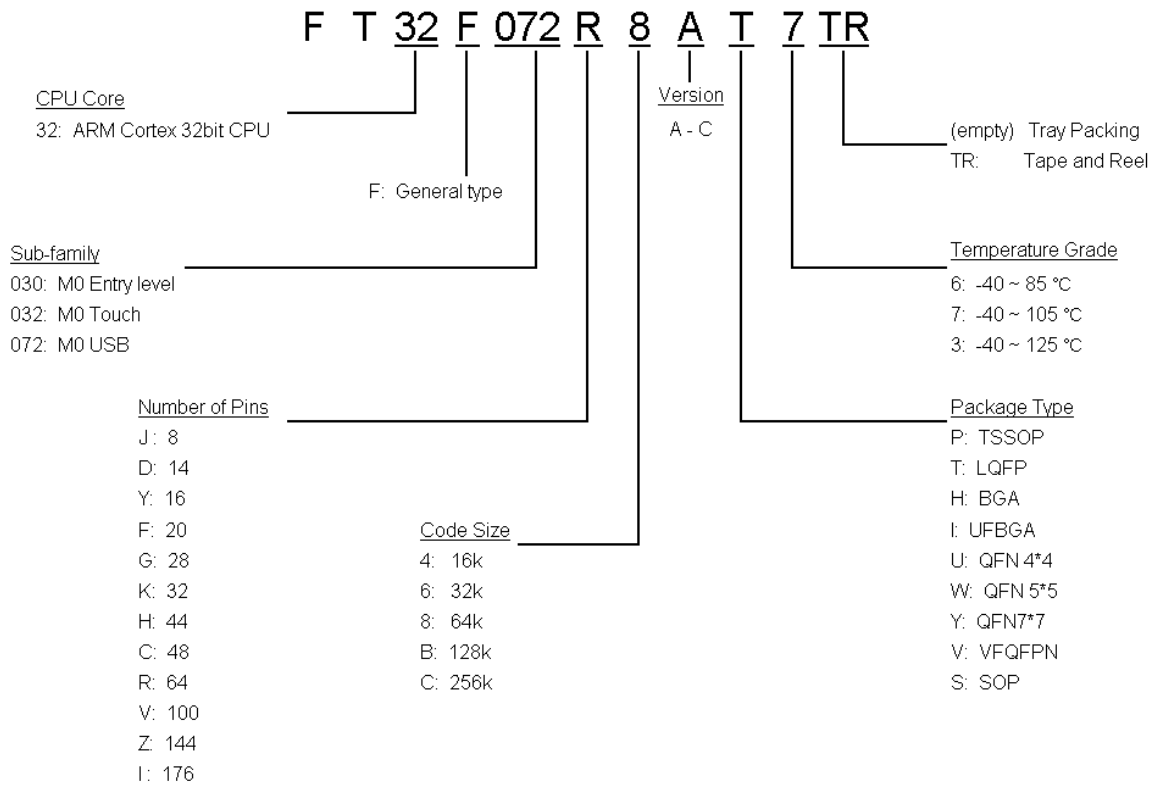 F T 32 F 072 R 8 A T 7 TR
CPU Core
32: ARM Cortex 32bit CPU
F: General type
Version
A - C
(empty) Tray Packing
TR: Tape and Reel
Sub-family
030: M0 Entry level
032: M0 Touch
072: M0 USB
Temperature Grade
6: -40 ~ 85 ℃
7: -40 ~ 105 ℃
3: -40 ~ 125 ℃
Number of Pins
J: 8
D: 14
Y: 16
F: 20
G: 28
K: 32
H: 44
C: 48
R: 64
V: 100
Z: 144
I: 176
Code Size
4: 16k
6: 32k
8: 64k
B: 128k
C: 256k
Package Type
P: TSSOP
T: LQFP
H: BGA
I: UFBGA
U: QFN 4*4
W: QFN 5*5
Y: QFN7*7
V: VFQFPN
S: SOP